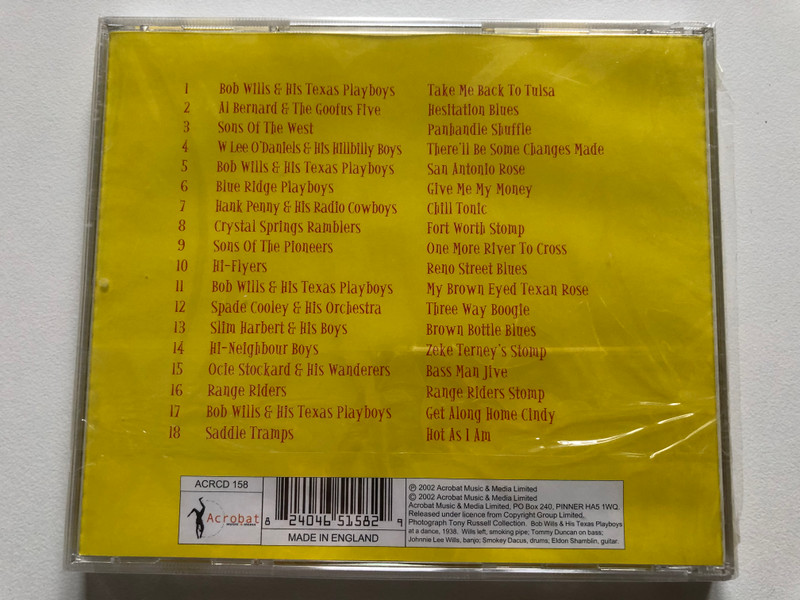 1 Bob Wills & His Texas Playboys Take Me Back To Tulsa
2 Al Bernard & The Goofus Five Hesitation Blues
3 Sons Of The West Panhandle Shuffle
4 W Lee O'Daniels & His Hillbilly Boys There'll Be Some Changes Made
5 Bob Wills & His Texas Playboys San Antonio Rose
6 Blue Ridge Playboys Give Me My Money
7 Hank Penny & His Radio Cowboys Chill Tonic
8 Crystal Springs Ramblers Fort Worth Stomp
9 Sons Of The Pioneers One More River To Cross
10 Hi-Flyers Reno Street Blues
11 Bob Wills & His Texas Playboys My Brown Eyed Texan Rose
12 Spade Cooley & His Orchestra Three Way Boogie
13 Slim Harbert & His Boys Brown Bottle Blues
14 Hi-Neighbour Boys Zeke Terney's Stomp
15 Ocie Stockard & His Wanderers Bass Man Jive
16 Range Riders Range Riders Stomp
17 Bob Wills & His Texas Playboys Get Along Home Cindy
18 Saddle Tramps Hot As I Am
ACRCD 158
Acrobat
8 24046 51582 9
MADE IN ENGLAND
℗ 2002 Acrobat Music & Media Limited
© 2002 Acrobat Music & Media Limited
Acrobat Music & Media Limited, PO Box 240, PINNER HA5 1WQ.
Released under licence from Copyright Group Limited,
Photograph Tony Russell Collection. Bob Wills & His Texas Playboys
at a dance, 1938. Wills left, smoking pipe; Tommy Duncan on bass;
Johnnie Lee Wills, banjo; Smokey Dacus, drums; Eldon Shamblin, guitar.